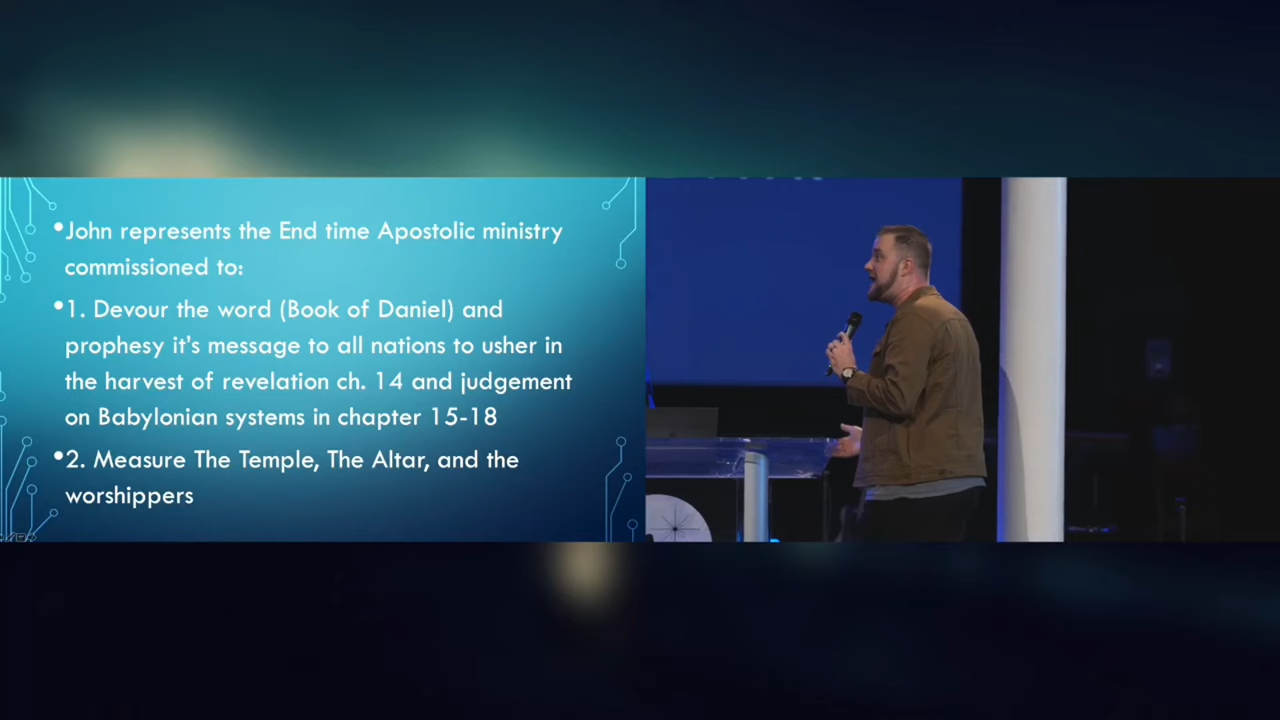 •John represents the End time Apostolic ministry
commissioned to:
•1. Devour the word (Book of Daniel) and
prophesy it's message to all nations to usher in
the harvest of revelation ch. 14 and judgement
on Babylonian systems in chapter 15-18
•2. Measure The Temple, The Altar, and the
worshippers